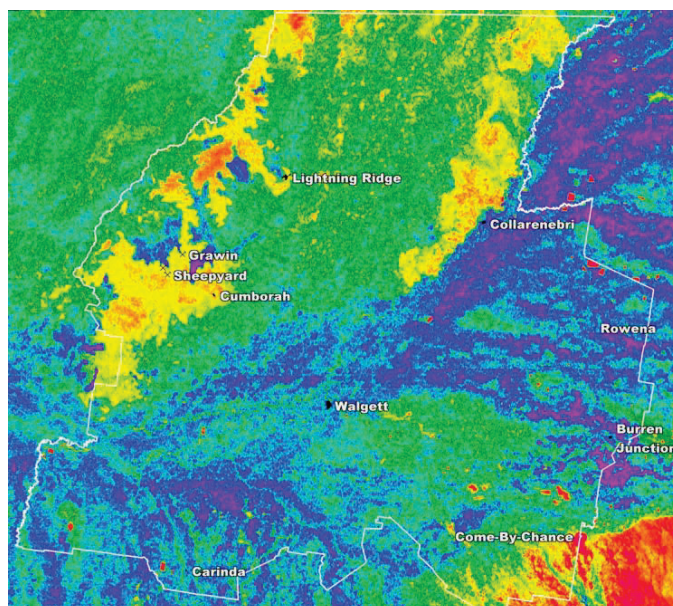 Lightning Ridge
Collarenebri
Grawin
Sheepyard
Cumborah
Rowena
Walgett
Burren
Junction
Come-By-Chance
Carinda